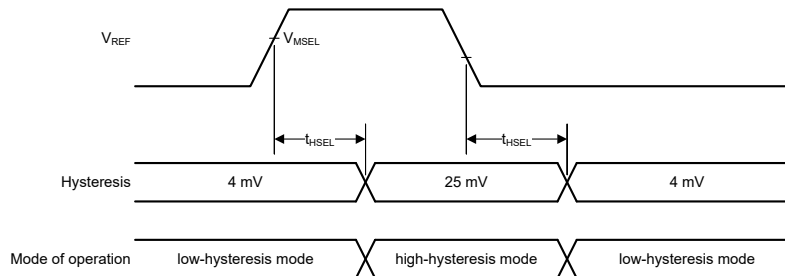 VREF
VMSEL
tHSEL
tHSEL
Hysteresis
4 mV
25 mV
4 mV
Mode of operation
low-hysteresis mode
high-hysteresis mode
low-hysteresis mode